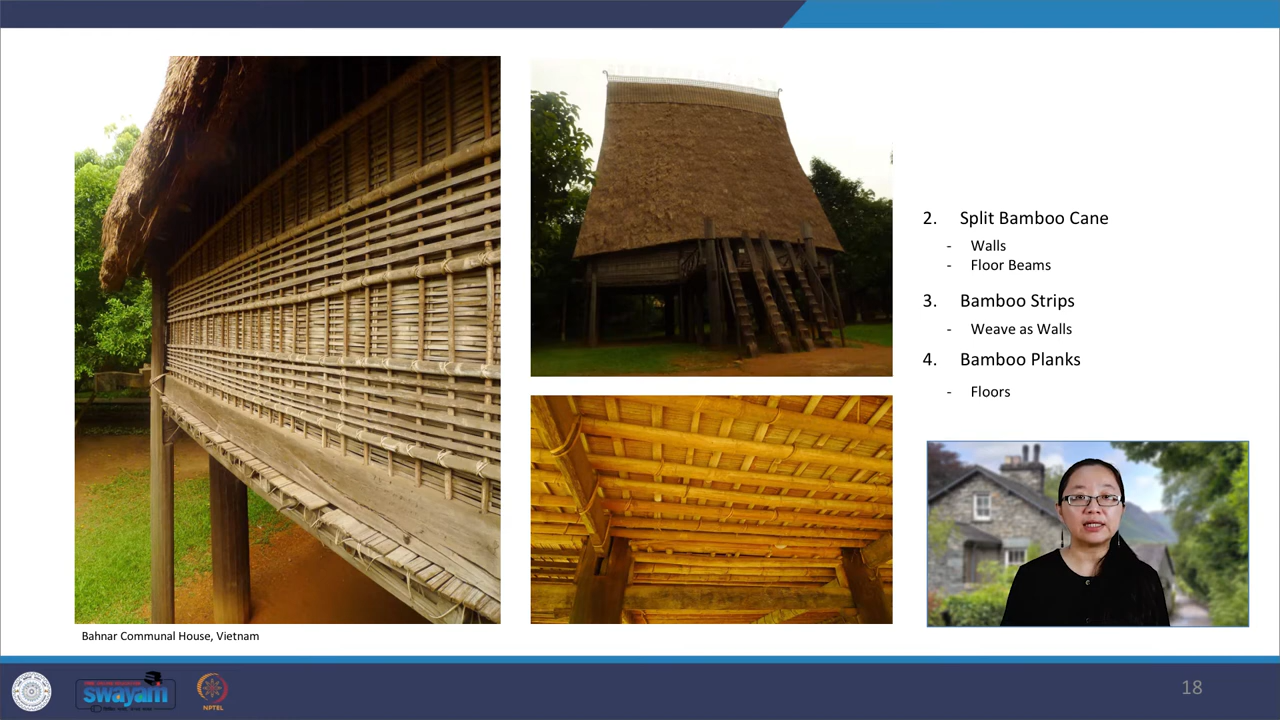 2. Split Bamboo Cane
- Walls
- Floor Beams
3. Bamboo Strips
- Weave as Walls
4. Bamboo Planks
- Floors
Bahnar Communal House, Vietnam
swayam
NPTEL
18